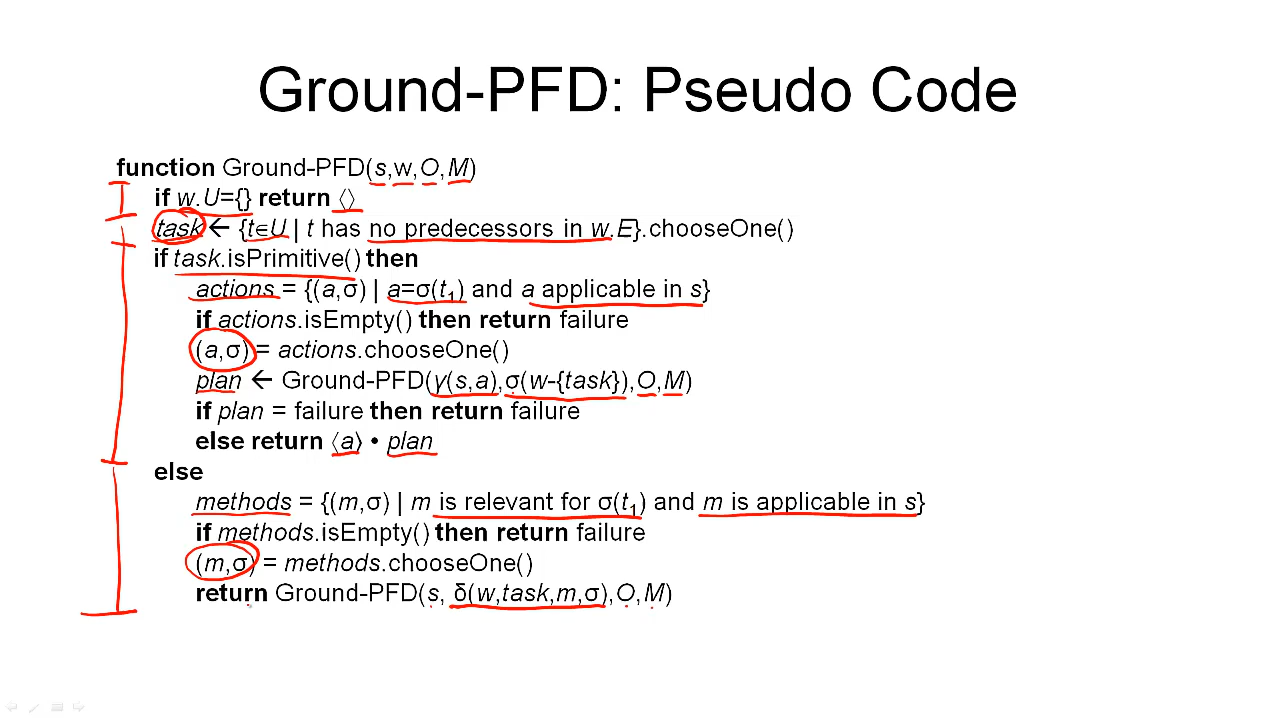 Ground-PFD: Pseudo Code
function Ground-PFD(s,w,O,M)
if w.U={} return ⟨⟩
task ← {t∈U | t has no predecessors in w.E}.chooseOne()
if task.isPrimitive() then
actions = {(a,σ) | a=σ(t₁) and a applicable in s}
if actions.isEmpty() then return failure
(a,σ) = actions.chooseOne()
plan ← Ground-PFD(γ(s,a),σ(w-{task}),O,M)
if plan = failure then return failure
else return ⟨a⟩ • plan
else
methods = {(m,σ) | m is relevant for σ(t₁) and m is applicable in s}
if methods.isEmpty() then return failure
(m,σ) = methods.chooseOne()
return Ground-PFD(s, δ(w,task,m,σ),O,M)